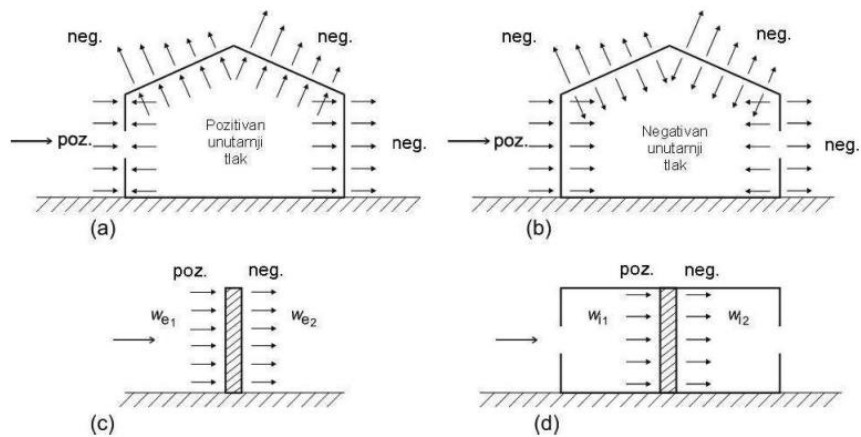 neg.
neg.
poz.
Pozitivan
unutarnji
tlak
neg.
(a)
neg.
neg.
poz.
Negativan
unutarnji
tlak
neg.
(b)
poz. neg.
We1 We2
(c)
poz. neg.
Wi1 Wi2
(d)